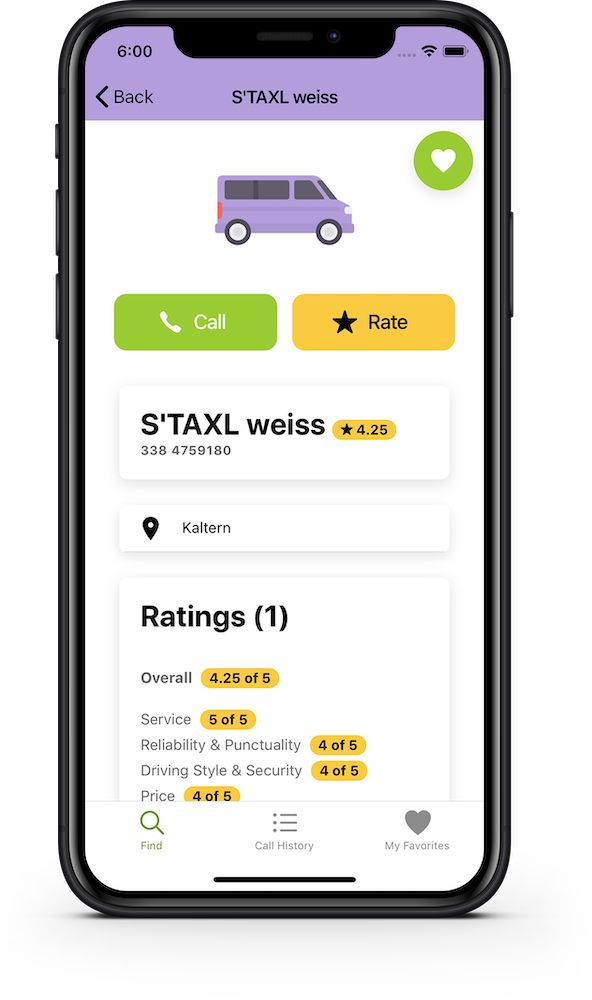 6:00
Back
S'TAXL weiss
Call
Rate
S'TAXL weiss
4.25
338 4759180
Kaltern
Ratings (1)
Overall 4.25 of 5
Service 5 of 5
Reliability & Punctuality 4 of 5
Driving Style & Security 4 of 5
Price 4 of 5
Find
Call History
My Favorites